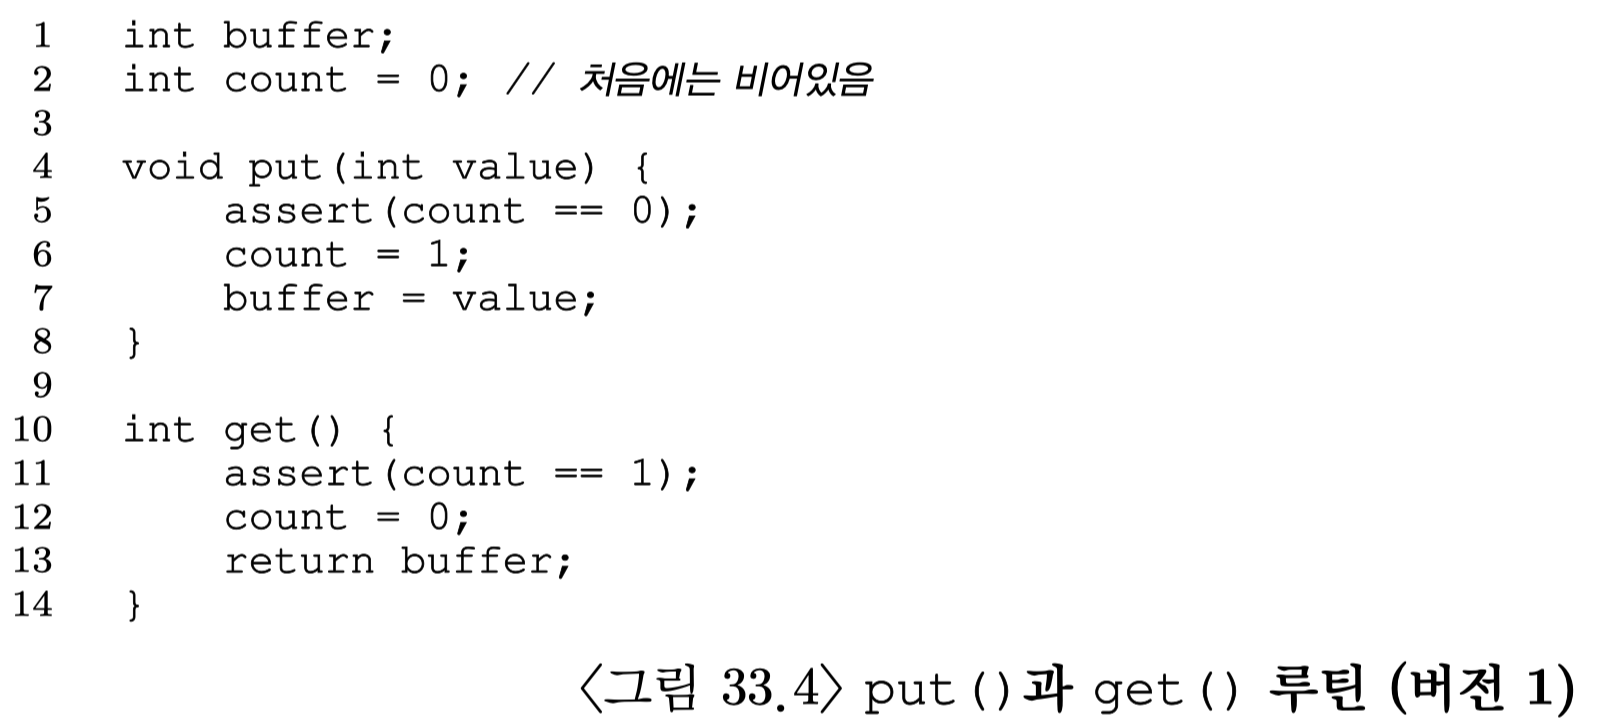 1 int buffer;
2 int count = 0; // 처음에는 비어있음
3
4 void put(int value) {
5 assert(count == 0);
6 count = 1;
7 buffer = value;
8 }
9
10 int get() {
11 assert(count == 1);
12 count = 0;
13 return buffer;
14 }
〈그림 33.4〉 put()과 get() 루틴 (버전 1)